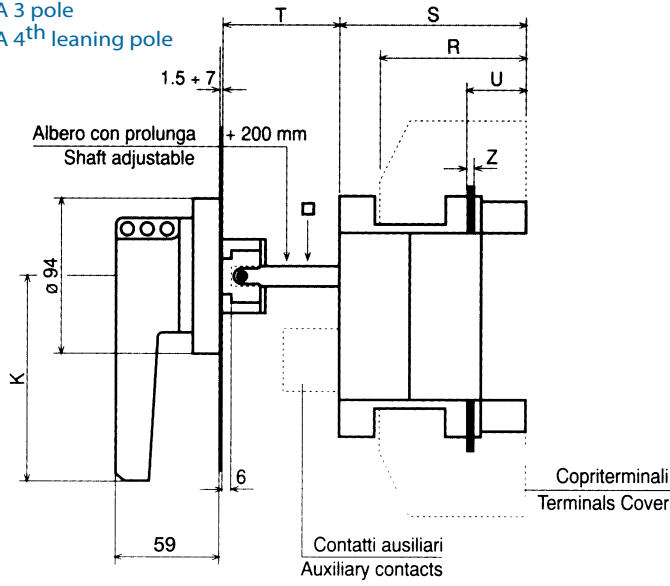 A 3 pole
A 4th leaning pole
T
S
R
U
1.5 ÷ 7
Z
Albero con prolunga + 200 mm
Shaft adjustable
ø 94
K
6
59
Copriterminali
Terminals Cover
Contatti ausiliari
Auxiliary contacts